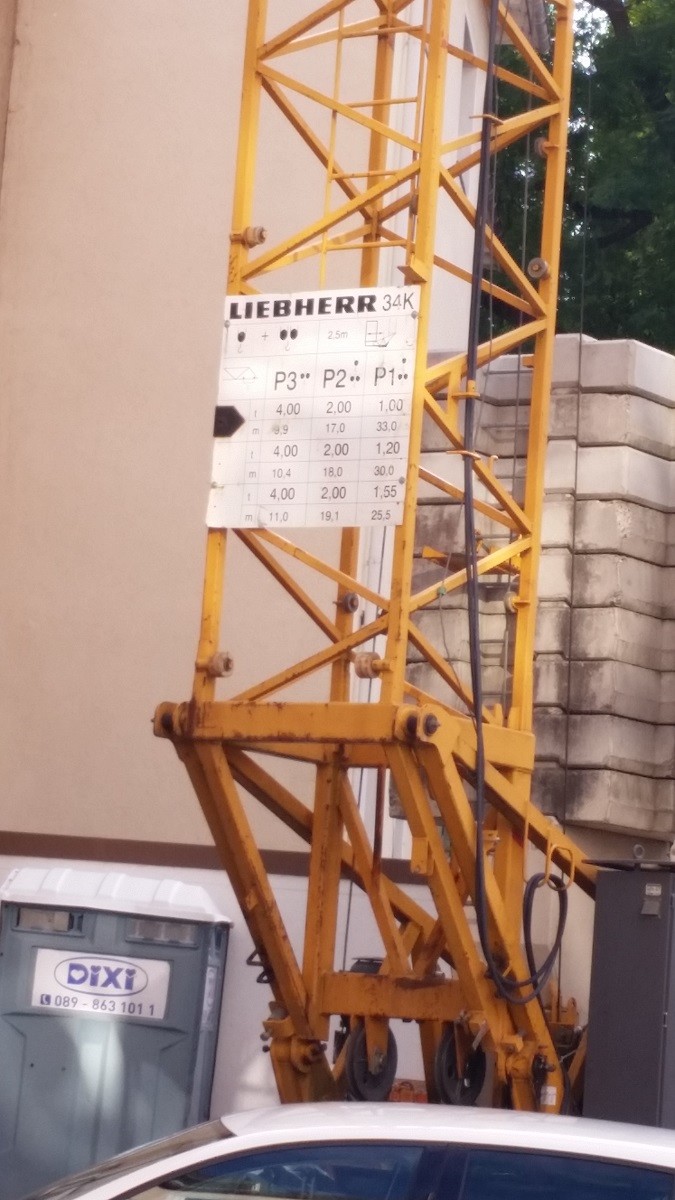 LIEBHERR 34K
+ 2,5m
P3 P2 P1
t 4,00 2,00 1,00
m 9,9 17,0 33,0
t 4,00 2,00 1,20
m 10,4 18,0 30,0
t 4,00 2,00 1,55
m 11,0 19,1 25,5
DIXI
089 - 863 101 1